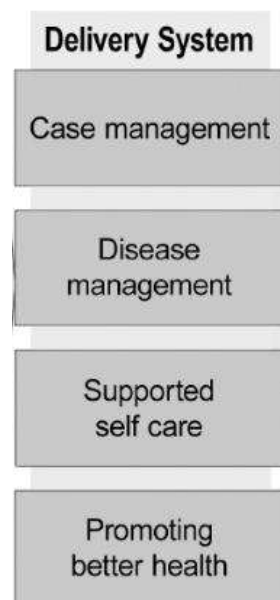 Delivery System
Case management
Disease
management
Supported
self care
Promoting
better health